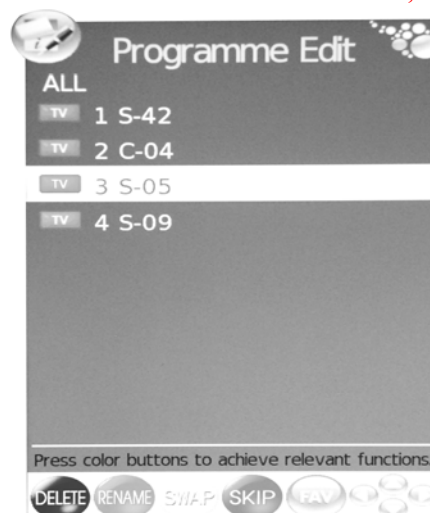 Programme Edit
ALL
TV 1 S-42
TV 2 C-04
TV 3 S-05
TV 4 S-09
Press color buttons to achieve relevant functions.
DELETE RENAME SWAP SKIP FAV